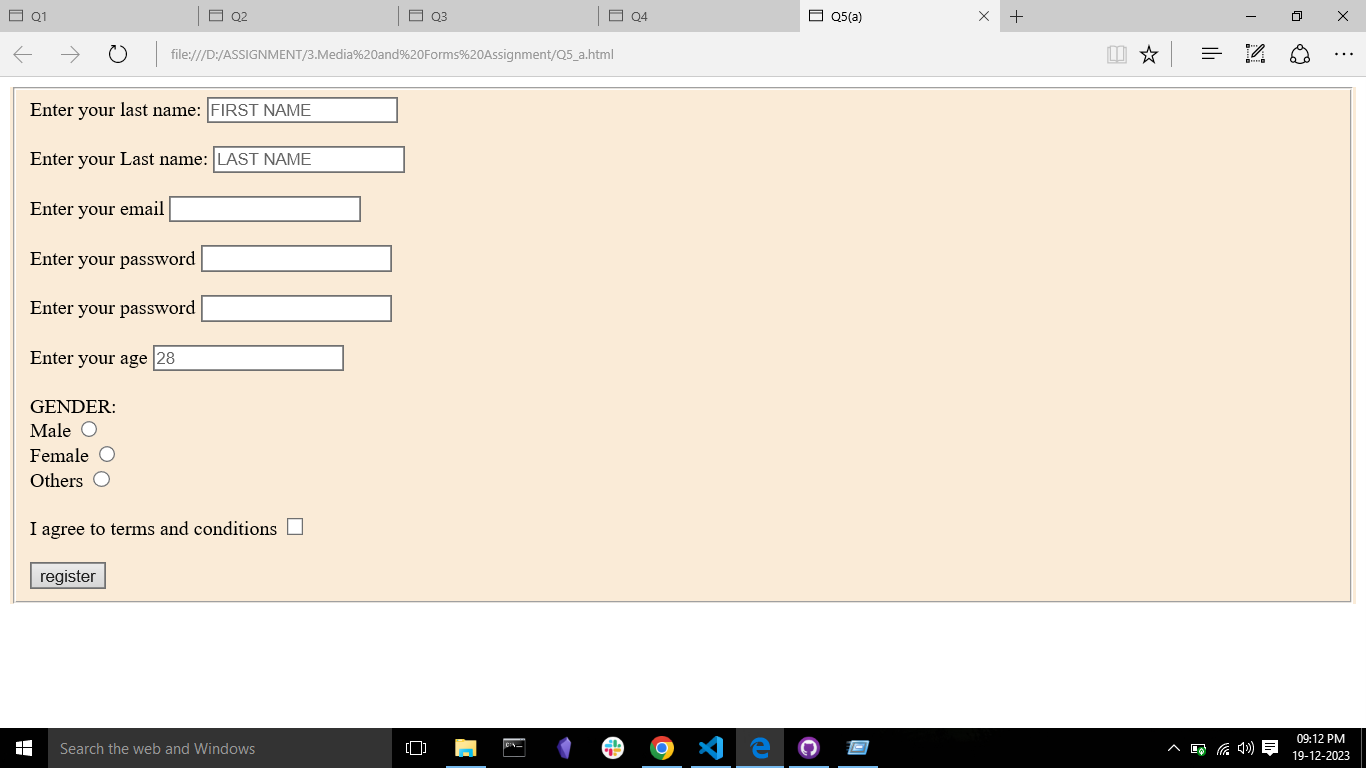 Q1 Q2 Q3 Q4 Q5(a)
file:///D:/ASSIGNMENT/3.Media%20and%20Forms%20Assignment/Q5_a.html
Enter your last name: FIRST NAME
Enter your Last name: LAST NAME
Enter your email
Enter your password
Enter your password
Enter your age 28
GENDER:
Male
Female
Others
I agree to terms and conditions
register
Search the web and Windows
09:12 PM
19-12-2023